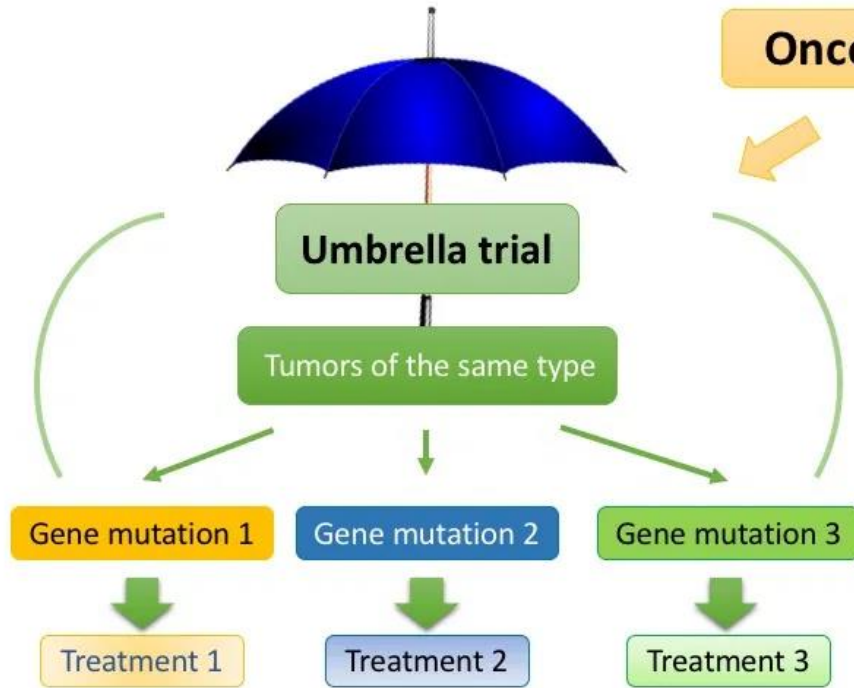 Onco
Umbrella trial
Tumors of the same type
Gene mutation 1 Gene mutation 2 Gene mutation 3
Treatment 1 Treatment 2 Treatment 3